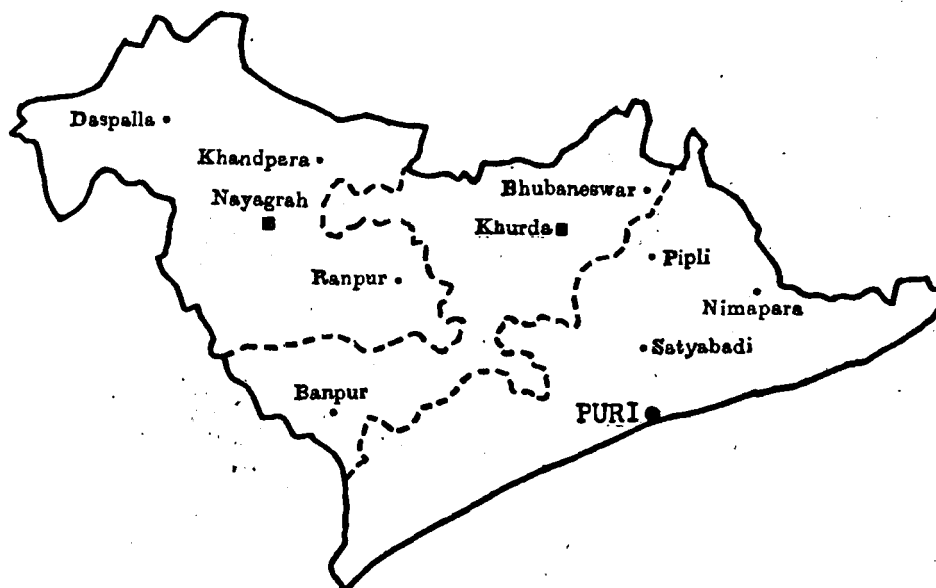 Daspalla
Khandpara
Bhubaneswar
Nayagrah
Khurda
Pipli
Ranpur
Nimapara
Satyabadi
Banpur
PURI